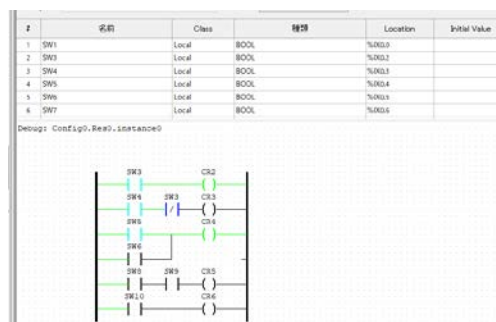 # 名前 Class 種類 Location Initial Value
1 SW1 Local BOOL %IX0.0
2 SW3 Local BOOL %IX0.2
3 SW4 Local BOOL %IX0.3
4 SW5 Local BOOL %IX0.4
5 SW6 Local BOOL %IX0.5
6 SW7 Local BOOL %IX0.6
Debug: Config0.Res0.instance0
SW3 CR2
SW4 SW3 CR3
SW5 CR4
SW6
SW8 SW9 CR5
SW10 CR6